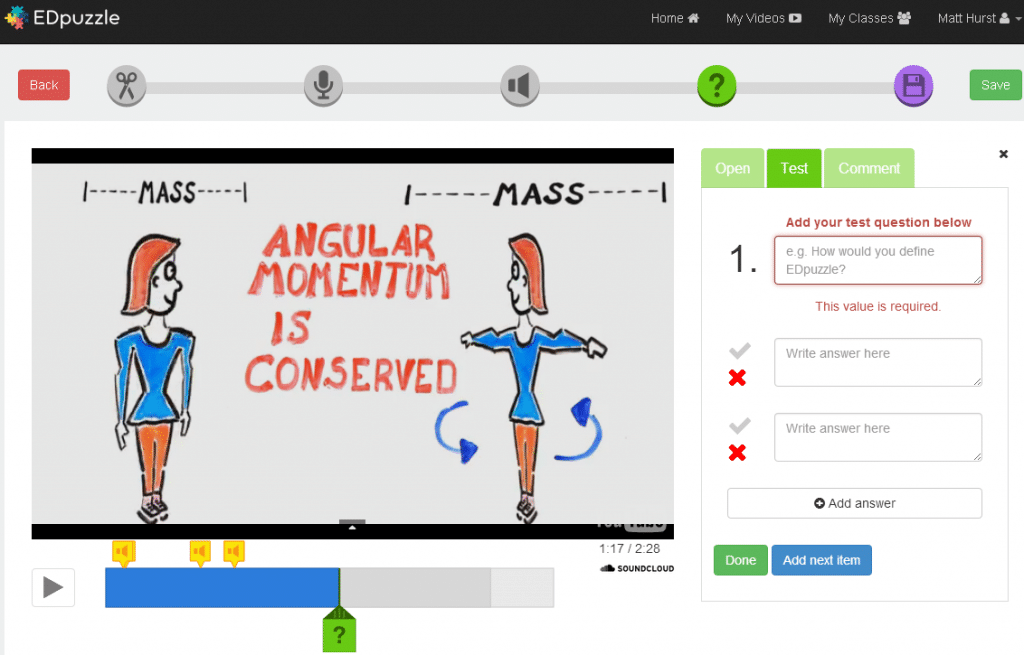 EDpuzzle
Home
My Videos
My Classes
Matt Hurst
Back
?
Save
|-----MASS-----|
|------MASS------|
ANGULAR
MOMENTUM
IS
CONSERVED
YouTube
1:17 / 2:28
SOUNDCLOUD
?
Open
Test
Comment
Add your test question below
1.
e.g. How would you define
EDpuzzle?
This value is required.
Write answer here
Write answer here
Add answer
Done
Add next item